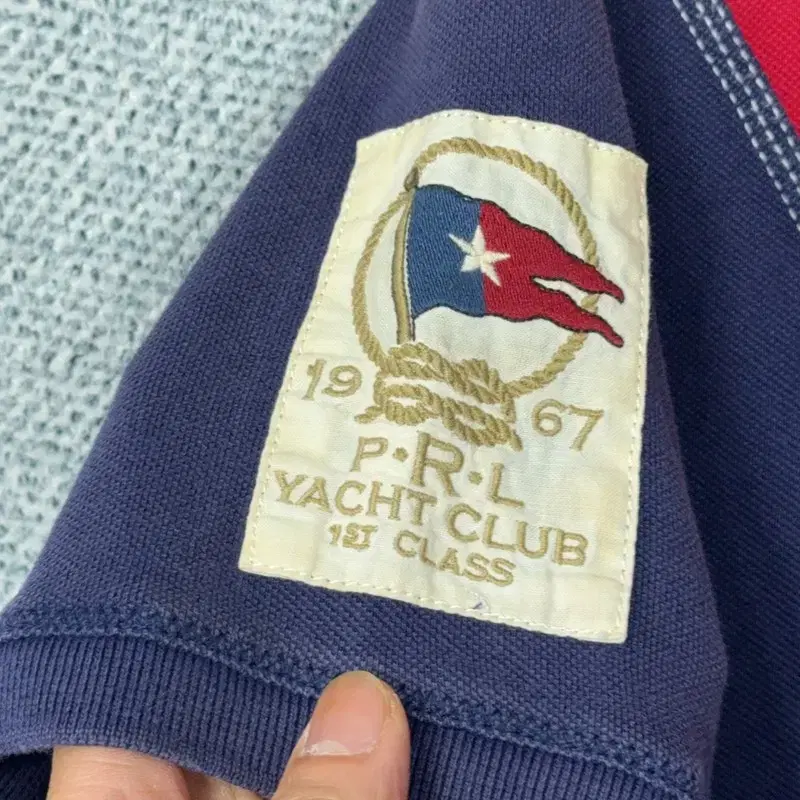 19 67
P·R·L
YACHT CLUB
1ST CLASS